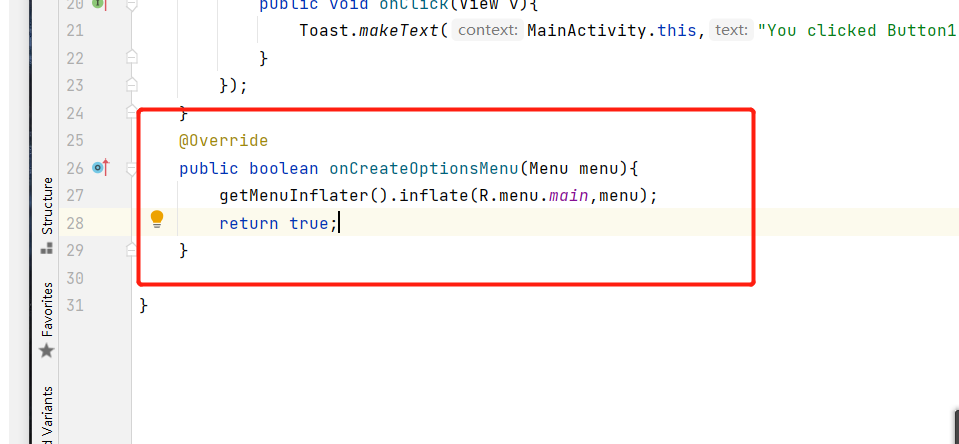 20 public void onClick(View v){
21 Toast.makeText( context: MainActivity.this, text: "You clicked Button1
22 }
23 });
24 }
25 @Override
26 public boolean onCreateOptionsMenu(Menu menu){
27 getMenuInflater().inflate(R.menu.main,menu);
28 return true;
29 }
30
31 }
Structure
Favorites
d Variants